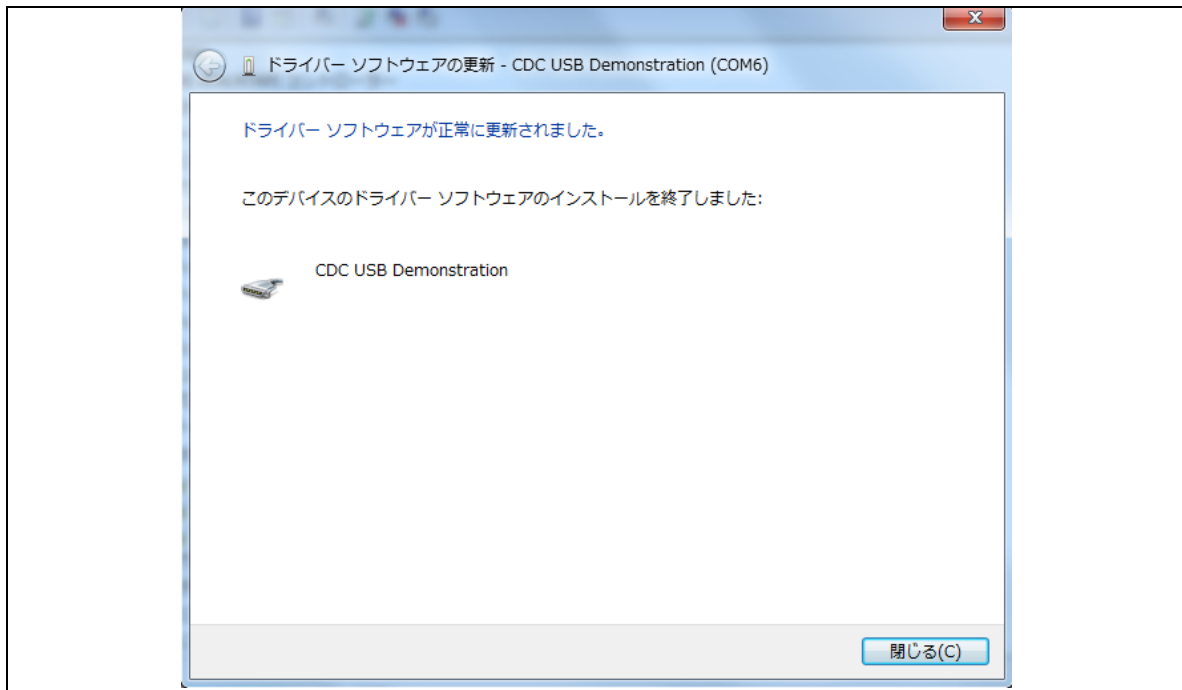 ドライバー ソフトウェアの更新 - CDC USB Demonstration (COM6)
ドライバー ソフトウェアが正常に更新されました。
このデバイスのドライバー ソフトウェアのインストールを終了しました:
CDC USB Demonstration
閉じる(C)